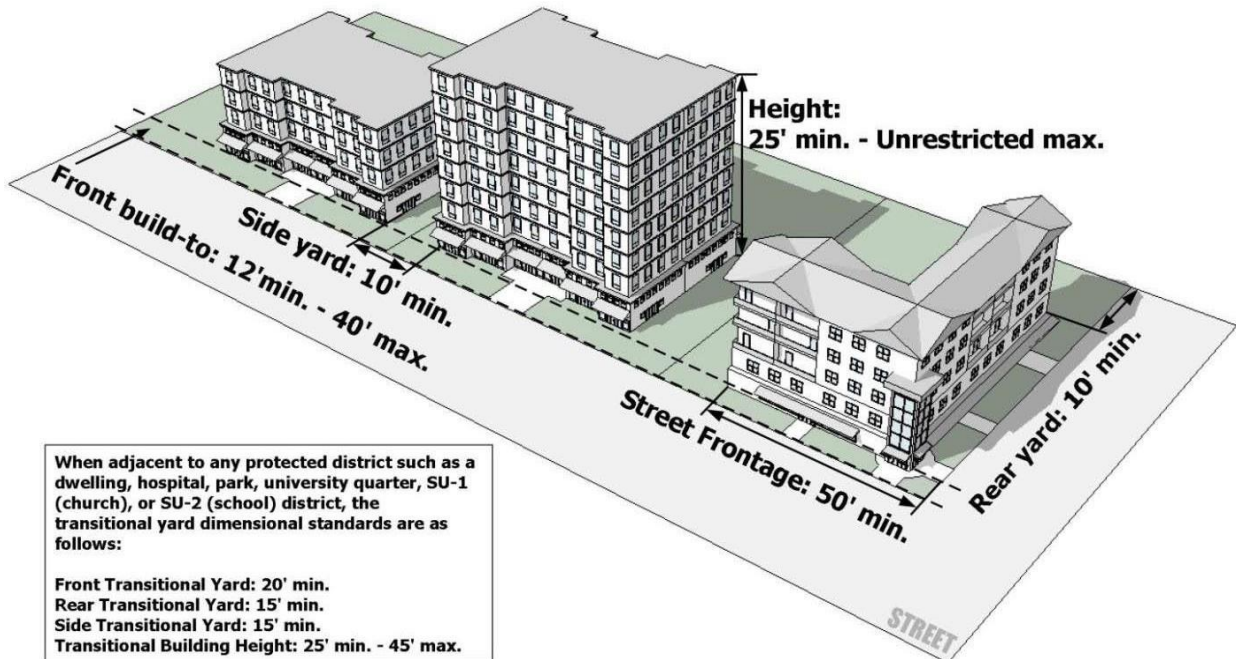 Height:
25' min. - Unrestricted max.
Front build-to: 12'min. - 40' max.
Side yard: 10' min.
Street Frontage: 50' min.
Rear yard: 10' min.
STREET
When adjacent to any protected district such as a
dwelling, hospital, park, university quarter, SU-1
(church), or SU-2 (school) district, the
transitional yard dimensional standards are as
follows:
Front Transitional Yard: 20' min.
Rear Transitional Yard: 15' min.
Side Transitional Yard: 15' min.
Transitional Building Height: 25' min. - 45' max.